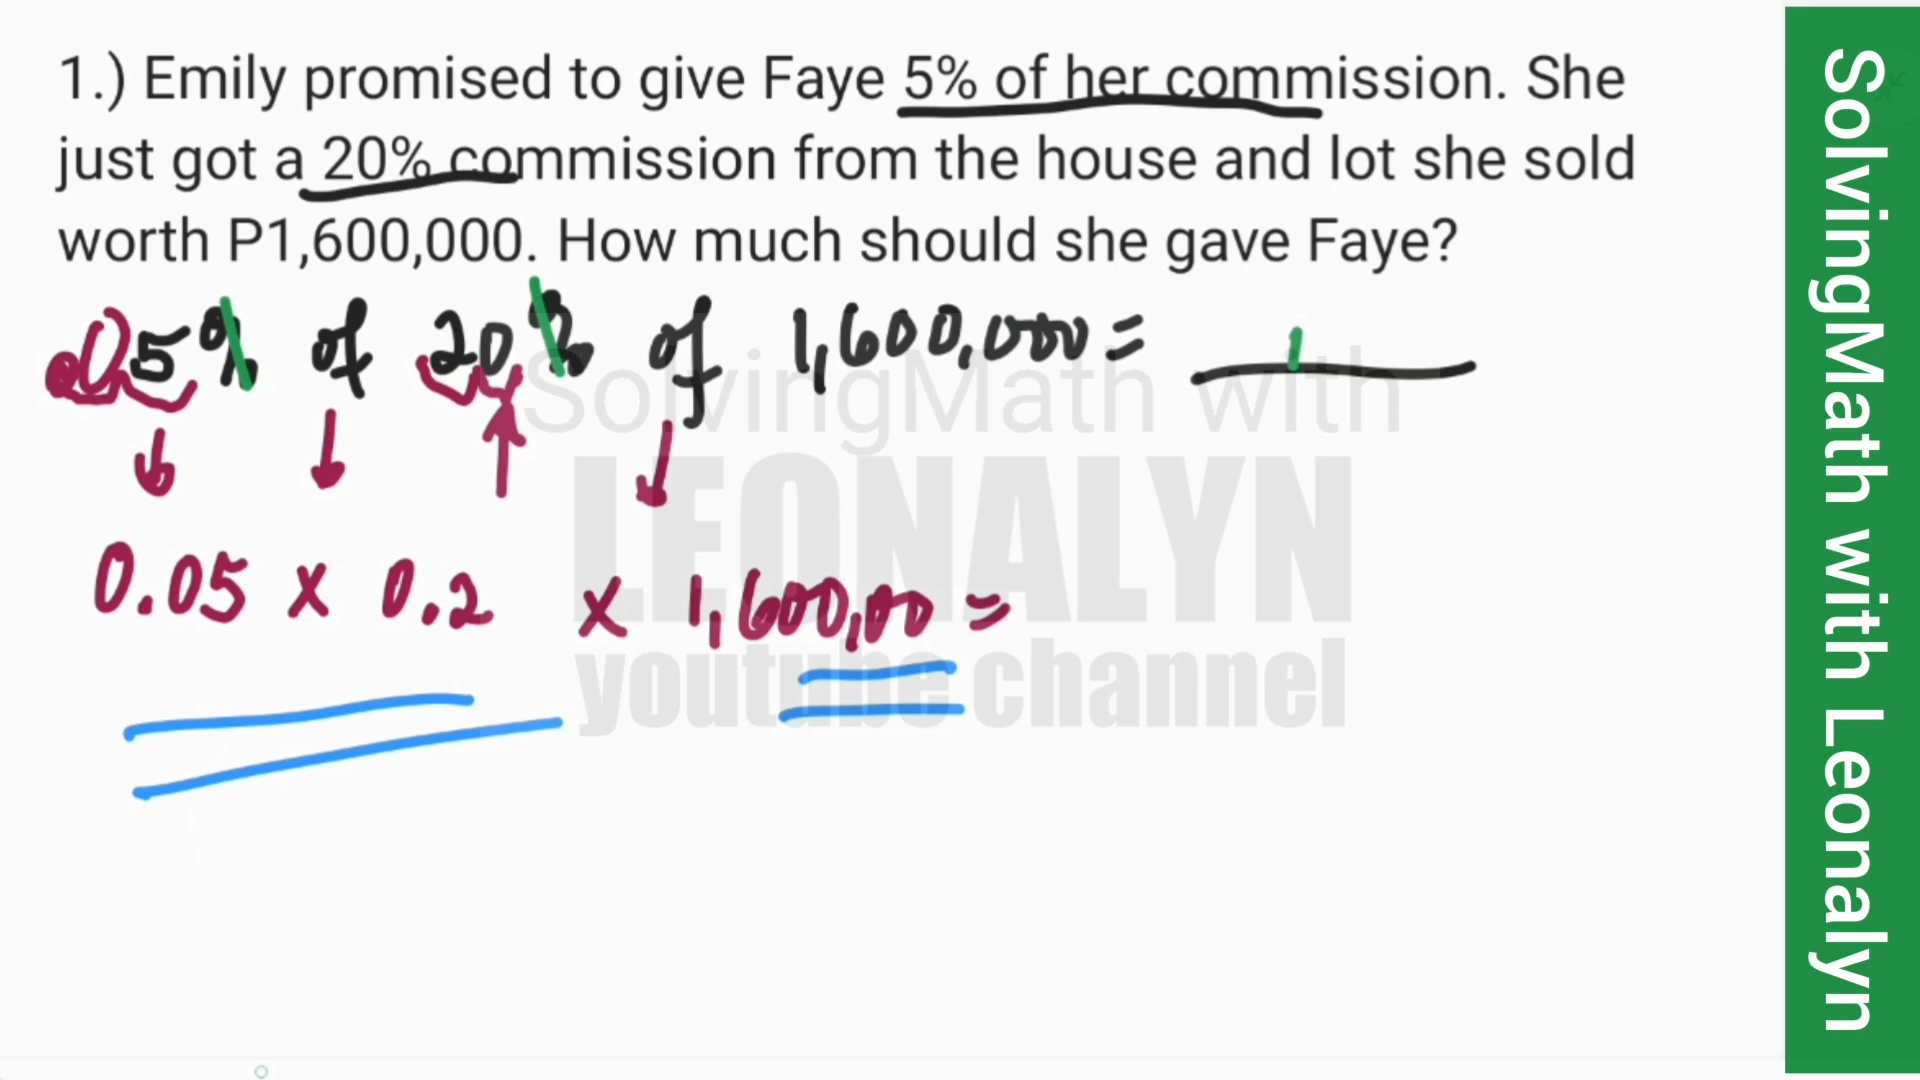 1.) Emily promised to give Faye 5% of her commission. She
just got a 20% commission from the house and lot she sold
worth P1,600,000. How much should she gave Faye?
.05% of 20% of 1,600,000=
SolvingMath with
LEONALYN
youtube channel
0.05 x 0.2 x 1,600,00 =
SolvingMath with Leonalyn